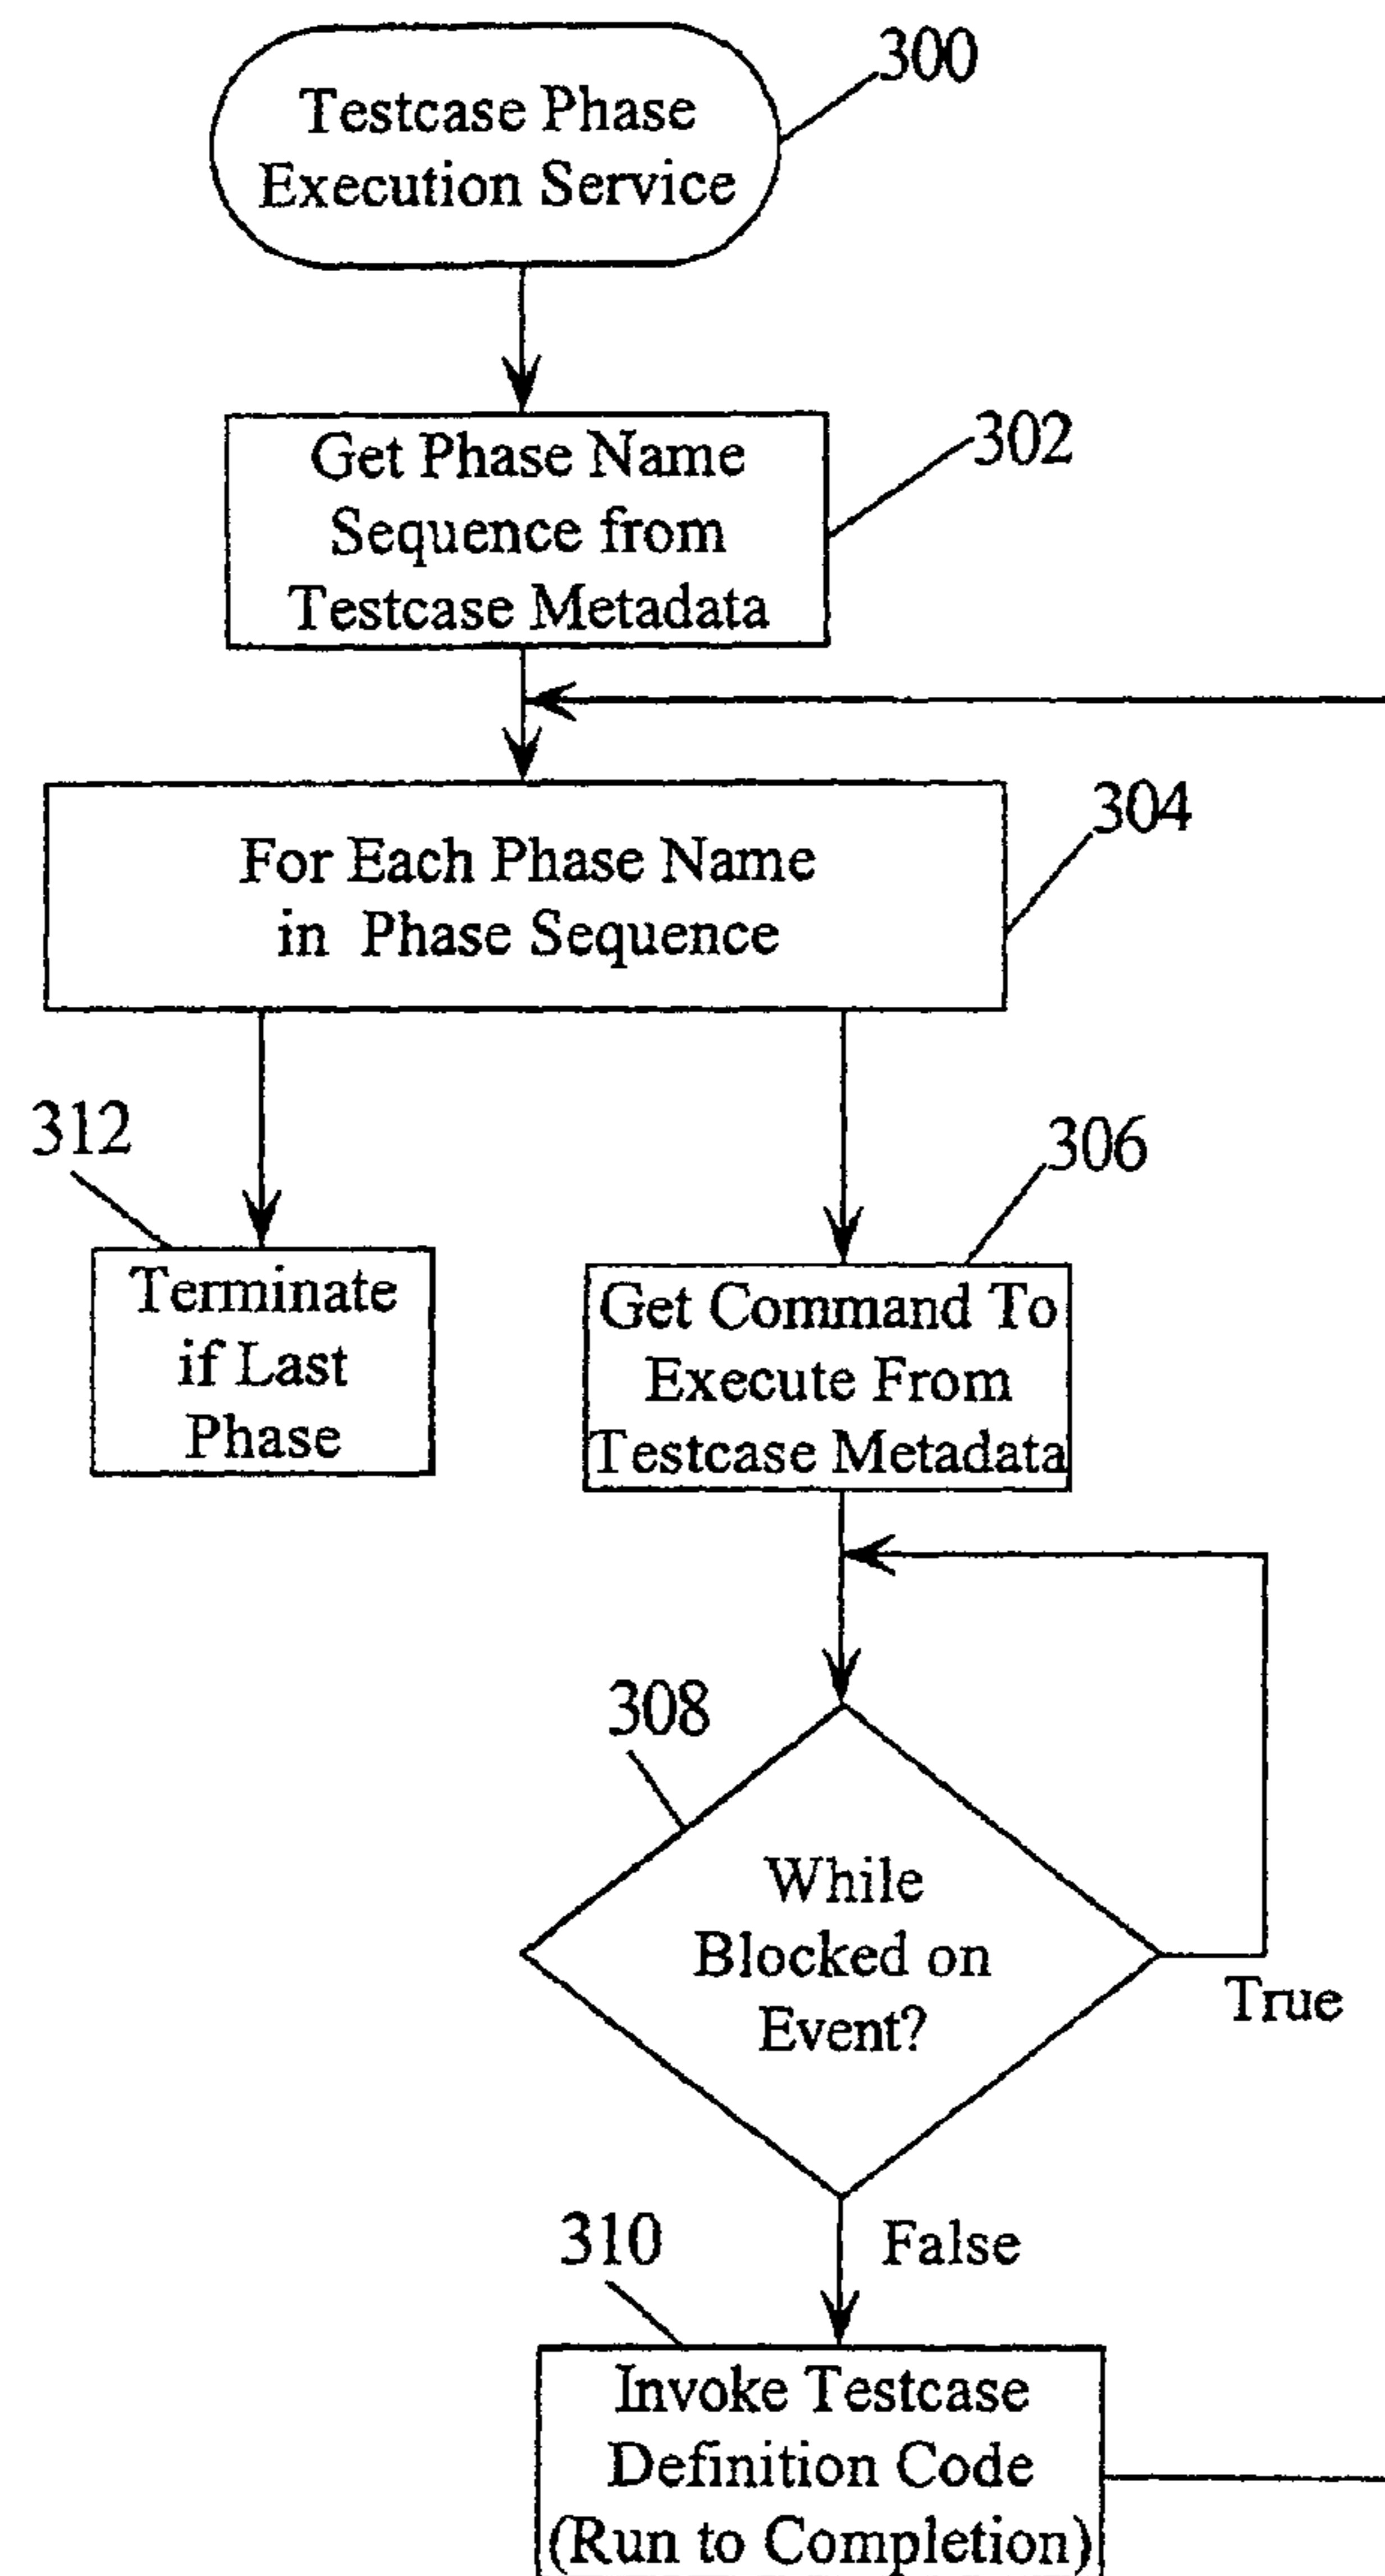 300
Testcase Phase
Execution Service
302
Get Phase Name
Sequence from
Testcase Metadata
304
For Each Phase Name
in Phase Sequence
312
306
Terminate
if Last
Phase
Get Command To
Execute From
Testcase Metadata
308
While
Blocked on
Event?
True
False
310
Invoke Testcase
Definition Code
(Run to Completion)